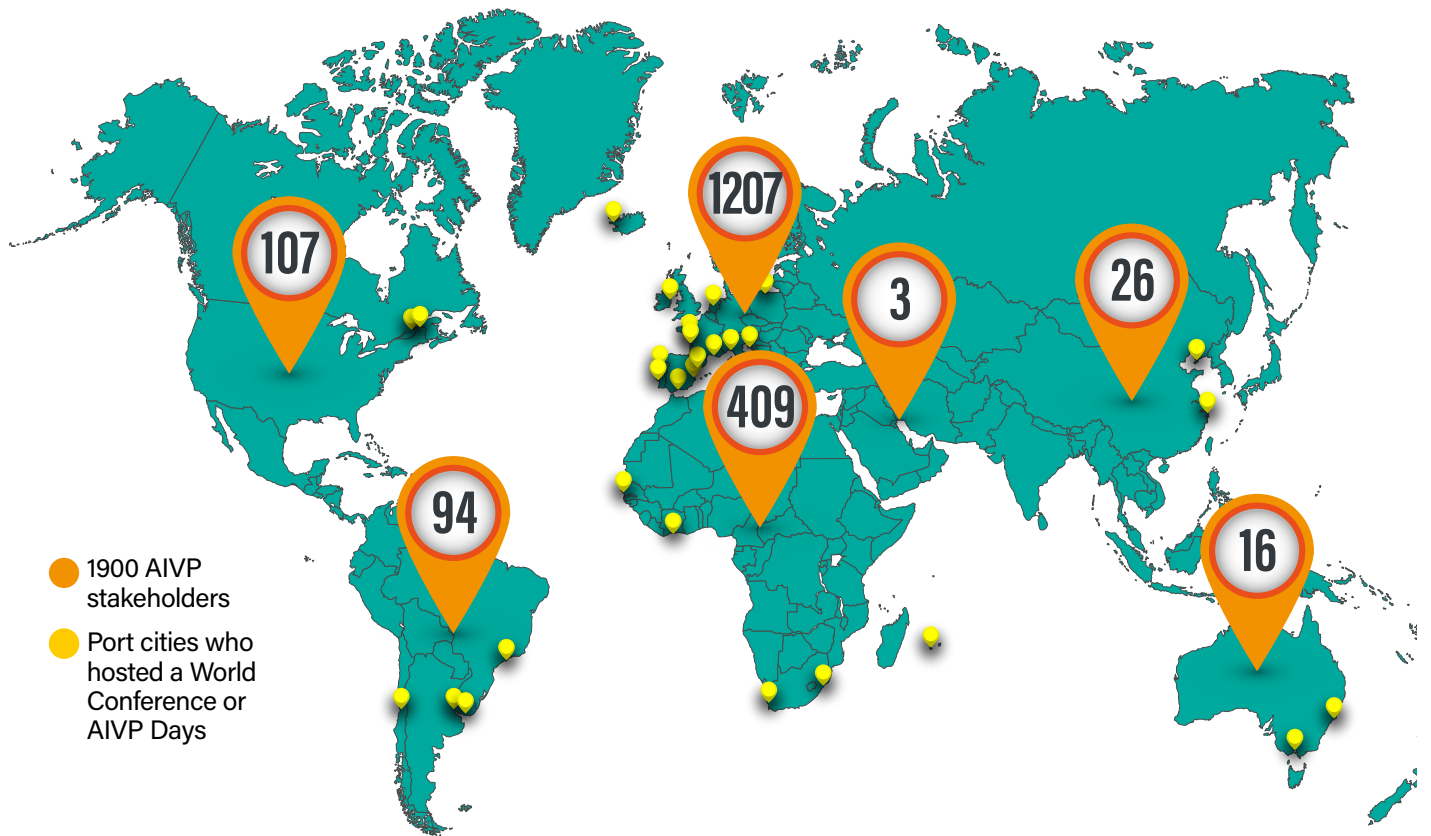 1207
107
3
26
409
94
16
1900 AIVP
stakeholders
Port cities who
hosted a World
Conference or
AIVP Days